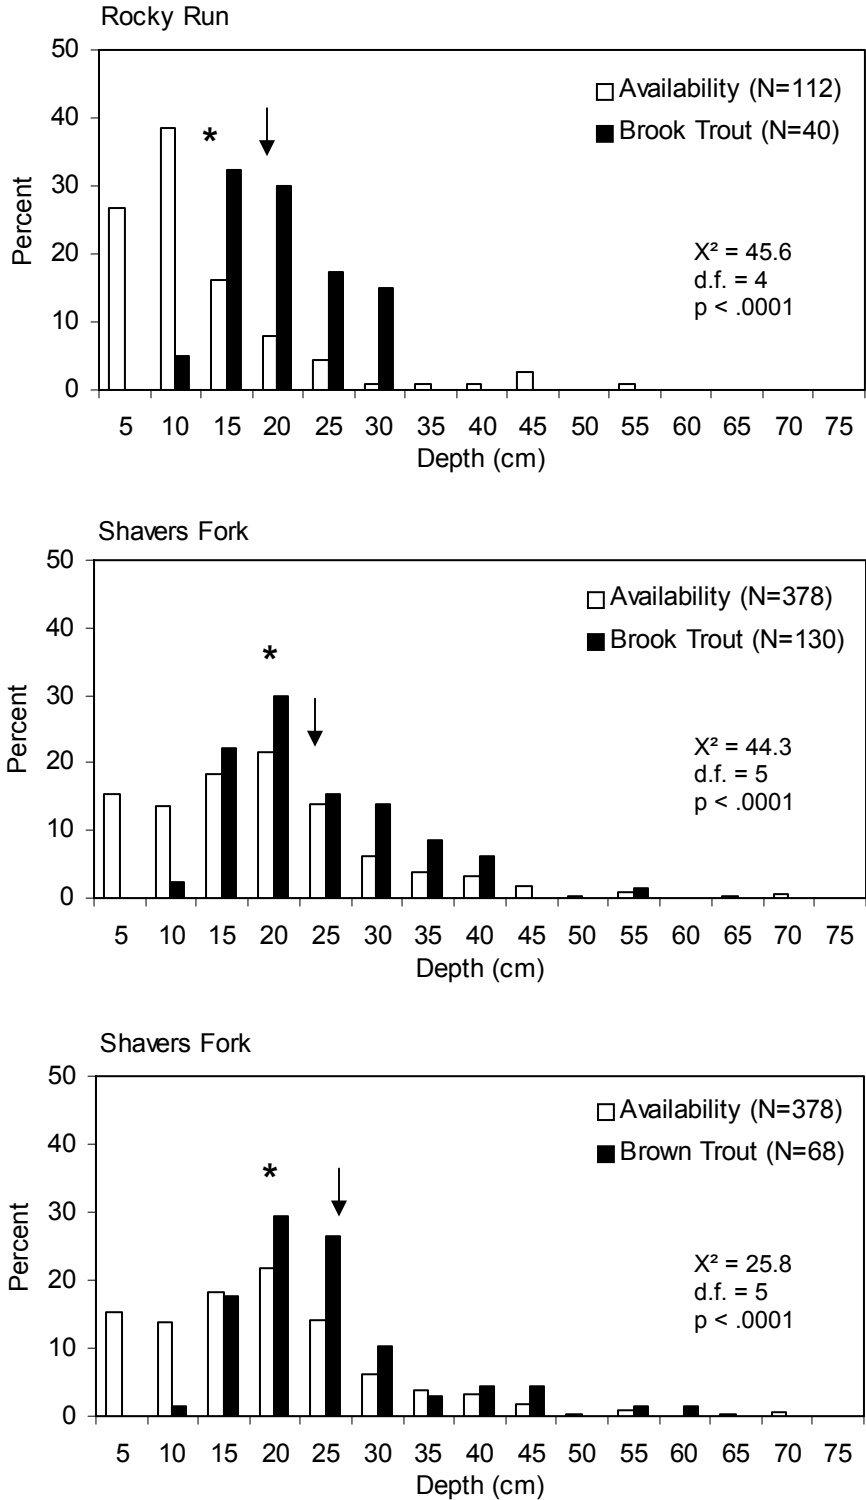 Rocky Run
50
40
30
20
10
0
Percent
Availability (N=112)
Brook Trout (N=40)
*
X² = 45.6
d.f. = 4
p < .0001
5 10 15 20 25 30 35 40 45 50 55 60 65 70 75
Depth (cm)
Shavers Fork
50
40
30
20
10
0
Percent
Availability (N=378)
Brook Trout (N=130)
*
X² = 44.3
d.f. = 5
p < .0001
5 10 15 20 25 30 35 40 45 50 55 60 65 70 75
Depth (cm)
Shavers Fork
50
40
30
20
10
0
Percent
Availability (N=378)
Brown Trout (N=68)
*
X² = 25.8
d.f. = 5
p < .0001
5 10 15 20 25 30 35 40 45 50 55 60 65 70 75
Depth (cm)